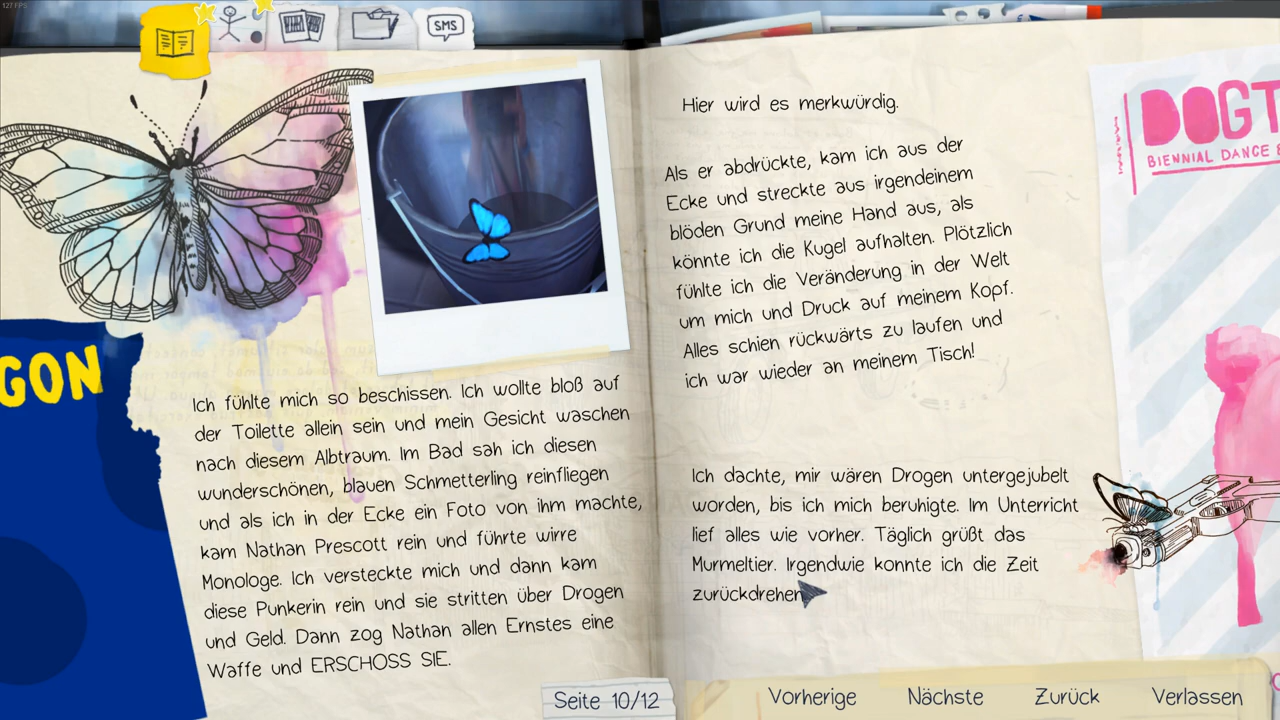 127 FPS
SMS
GON
Ich fühlte mich so beschissen. Ich wollte bloß auf
der Toilette allein sein und mein Gesicht waschen
nach diesem Albtraum. Im Bad sah ich diesen
wunderschönen, blauen Schmetterling reinfliegen
und als ich in der Ecke ein Foto von ihm machte,
kam Nathan Prescott rein und führte wirre
Monologe. Ich versteckte mich und dann kam
diese Punkerin rein und sie stritten über Drogen
und Geld. Dann zog Nathan allen Ernstes eine
Waffe und ERSCHOSS SIE.
Hier wird es merkwürdig.
Als er abdrückte, kam ich aus der
Ecke und streckte aus irgendeinem
blöden Grund meine Hand aus, als
könnte ich die Kugel aufhalten. Plötzlich
fühlte ich die Veränderung in der Welt
um mich und Druck auf meinem Kopf.
Alles schien rückwärts zu laufen und
ich war wieder an meinem Tisch!
Ich dachte, mir wären Drogen untergejubelt
worden, bis ich mich beruhigte. Im Unterricht
lief alles wie vorher. Täglich grüßt das
Murmeltier. Irgendwie konnte ich die Zeit
zurückdrehen
DOGT
BIENNIAL DANCE &
Seite 10/12
Vorherige
Nächste
Zurück
Verlassen